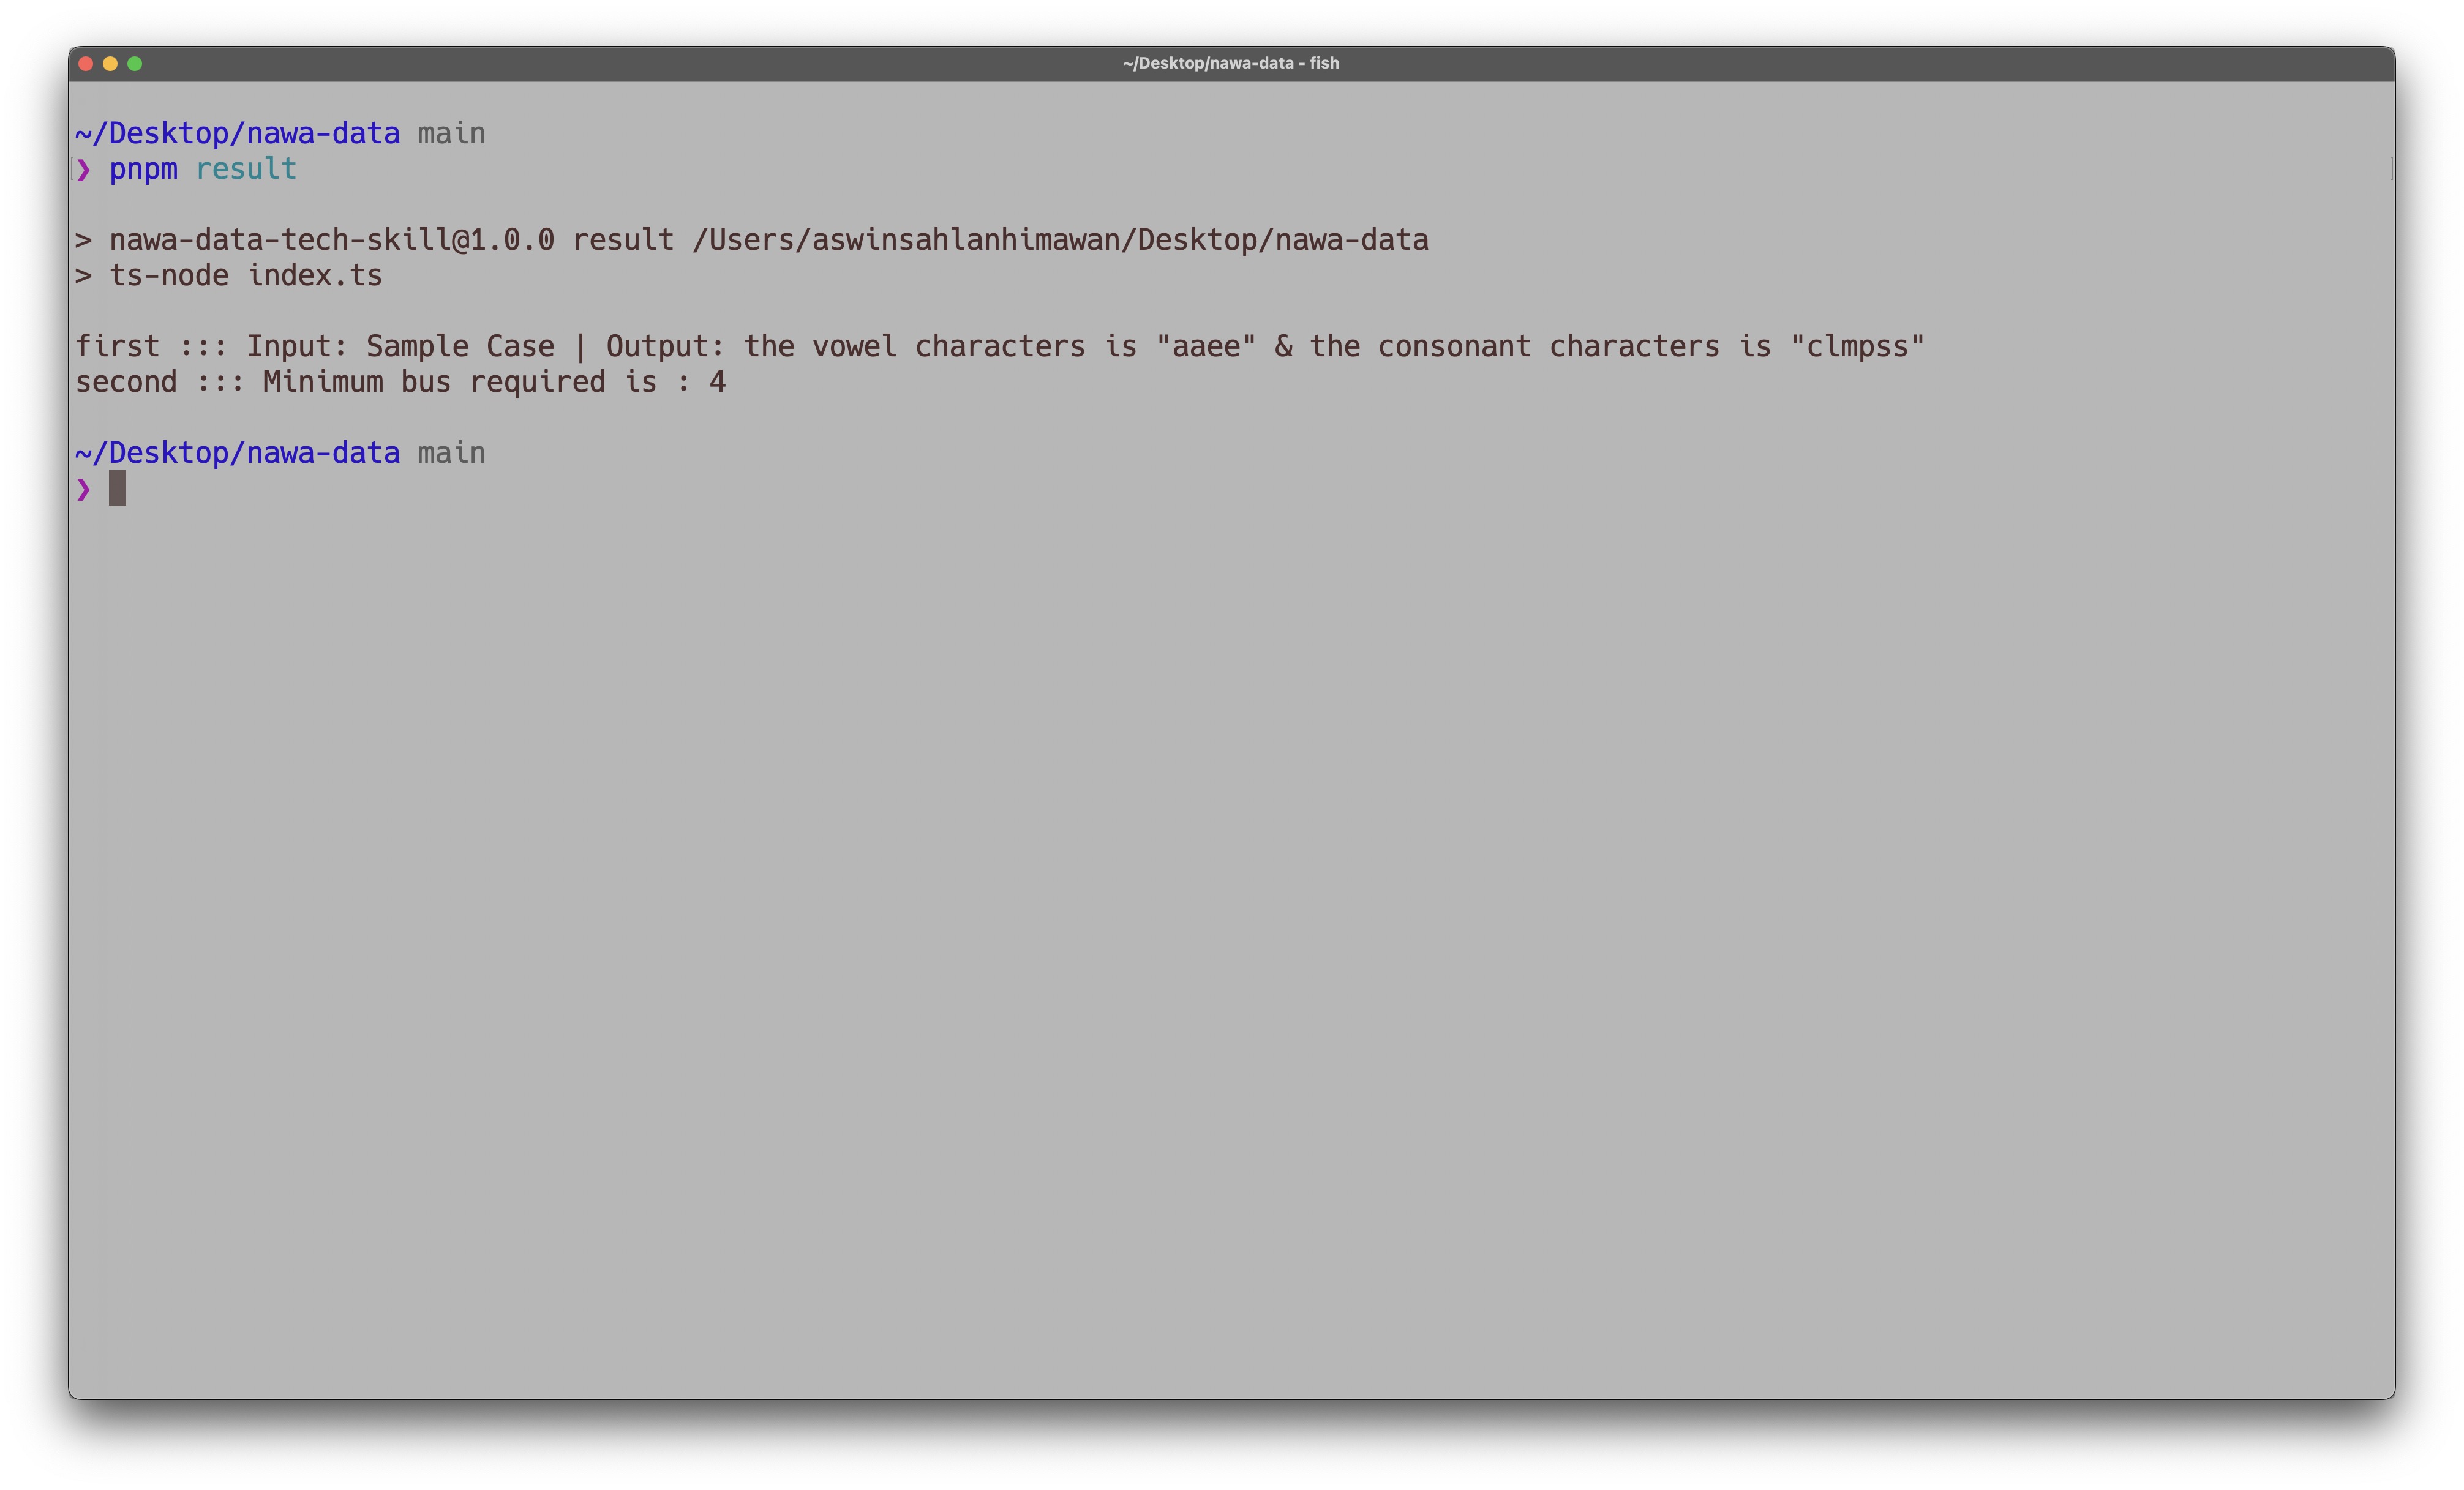 ~/Desktop/nawa-data - fish
~/Desktop/nawa-data main
❯ pnpm result
> nawa-data-tech-skill@1.0.0 result /Users/aswinsahlanhimawan/Desktop/nawa-data
> ts-node index.ts
first ::: Input: Sample Case | Output: the vowel characters is "aaee" & the consonant characters is "clmpss"
second ::: Minimum bus required is : 4
~/Desktop/nawa-data main
❯